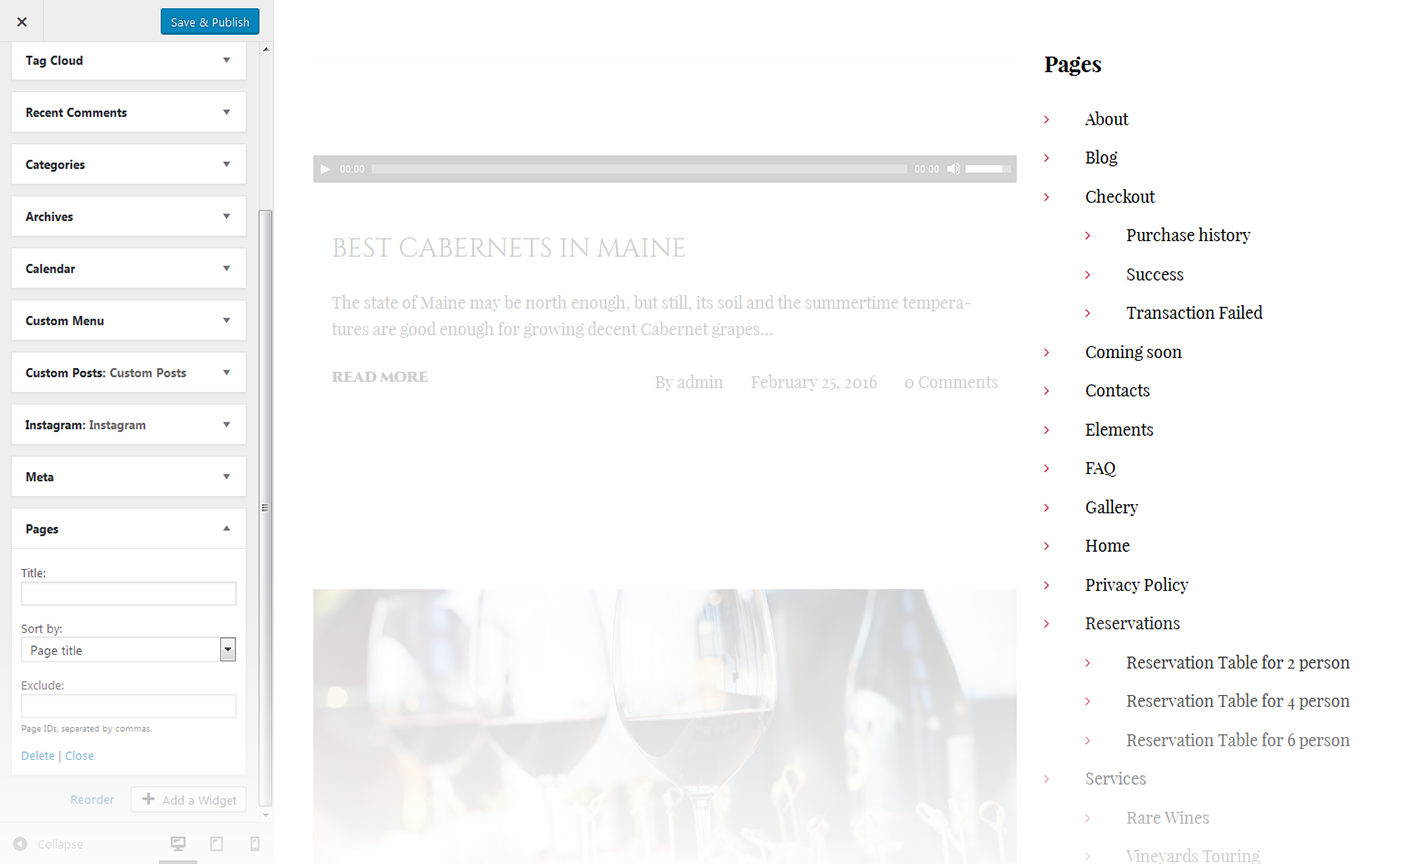 Save & Publish
Tag Cloud
Recent Comments
Categories
Archives
Calendar
Custom Menu
Custom Posts: Custom Posts
Instagram: Instagram
Meta
Pages
Title:
Sort by:
Page title
Exclude:
Page IDs, separated by commas.
Delete | Close
Reorder
Add a Widget
Collapse
00:00
00:00
BEST CABERNETS IN MAINE
The state of Maine may be north enough, but still, its soil and the summertime tempera-
tures are good enough for growing decent Cabernet grapes...
READ MORE
By admin
February 25, 2016
0 Comments
Pages
About
Blog
Checkout
Purchase history
Success
Transaction Failed
Coming soon
Contacts
Elements
FAQ
Gallery
Home
Privacy Policy
Reservations
Reservation Table for 2 person
Reservation Table for 4 person
Reservation Table for 6 person
Services
Rare Wines
Vineyards Touring